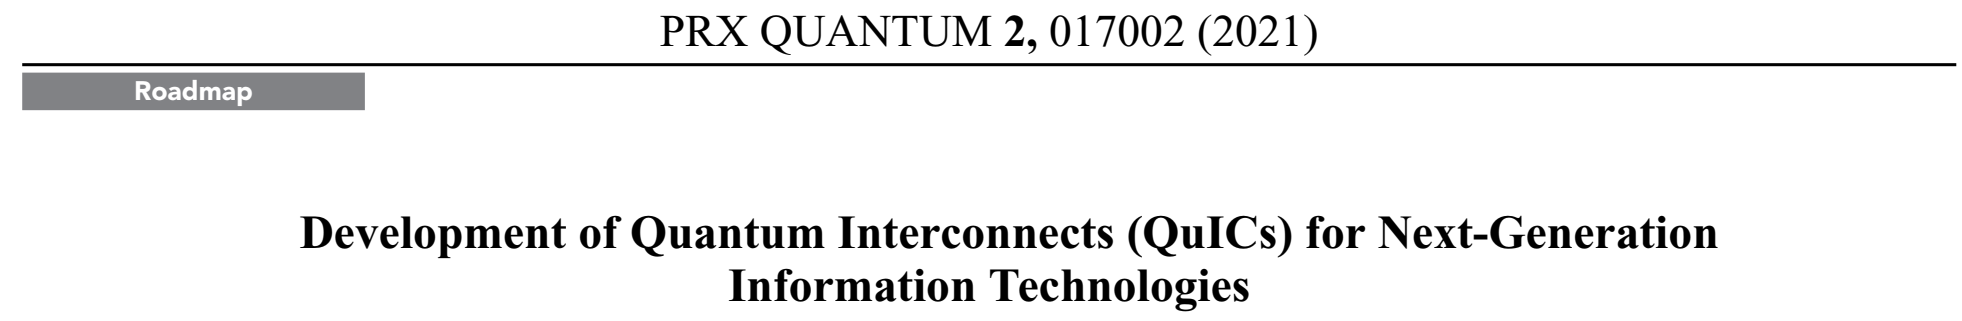 PRX QUANTUM 2, 017002 (2021)
Roadmap
Development of Quantum Interconnects (QuICs) for Next-Generation
Information Technologies